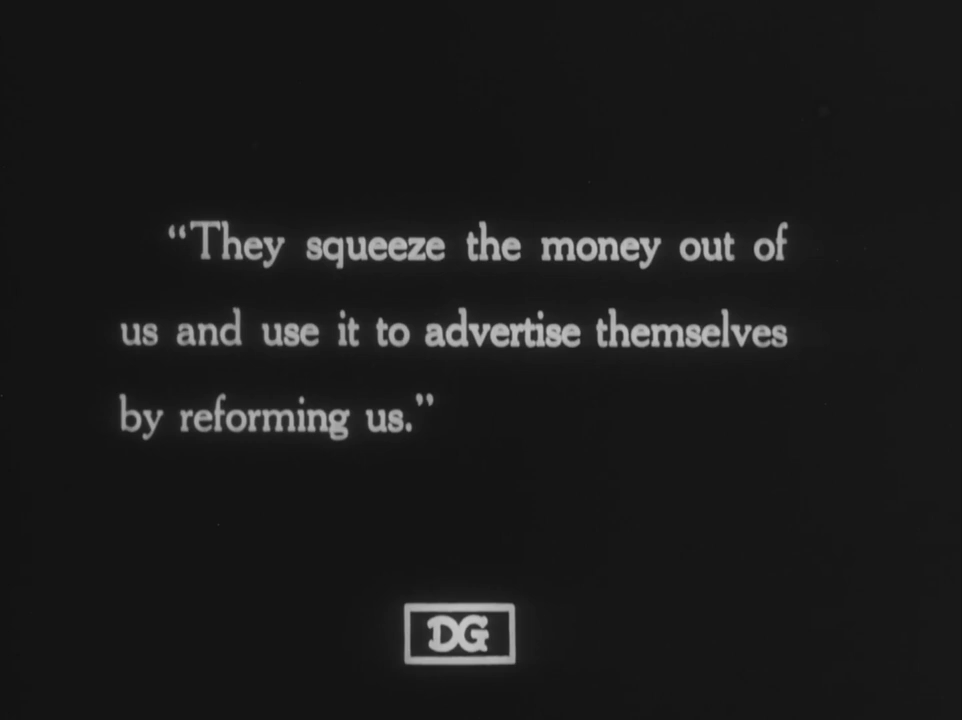 “They squeeze the money out of
us and use it to advertise themselves
by reforming us.”
DG